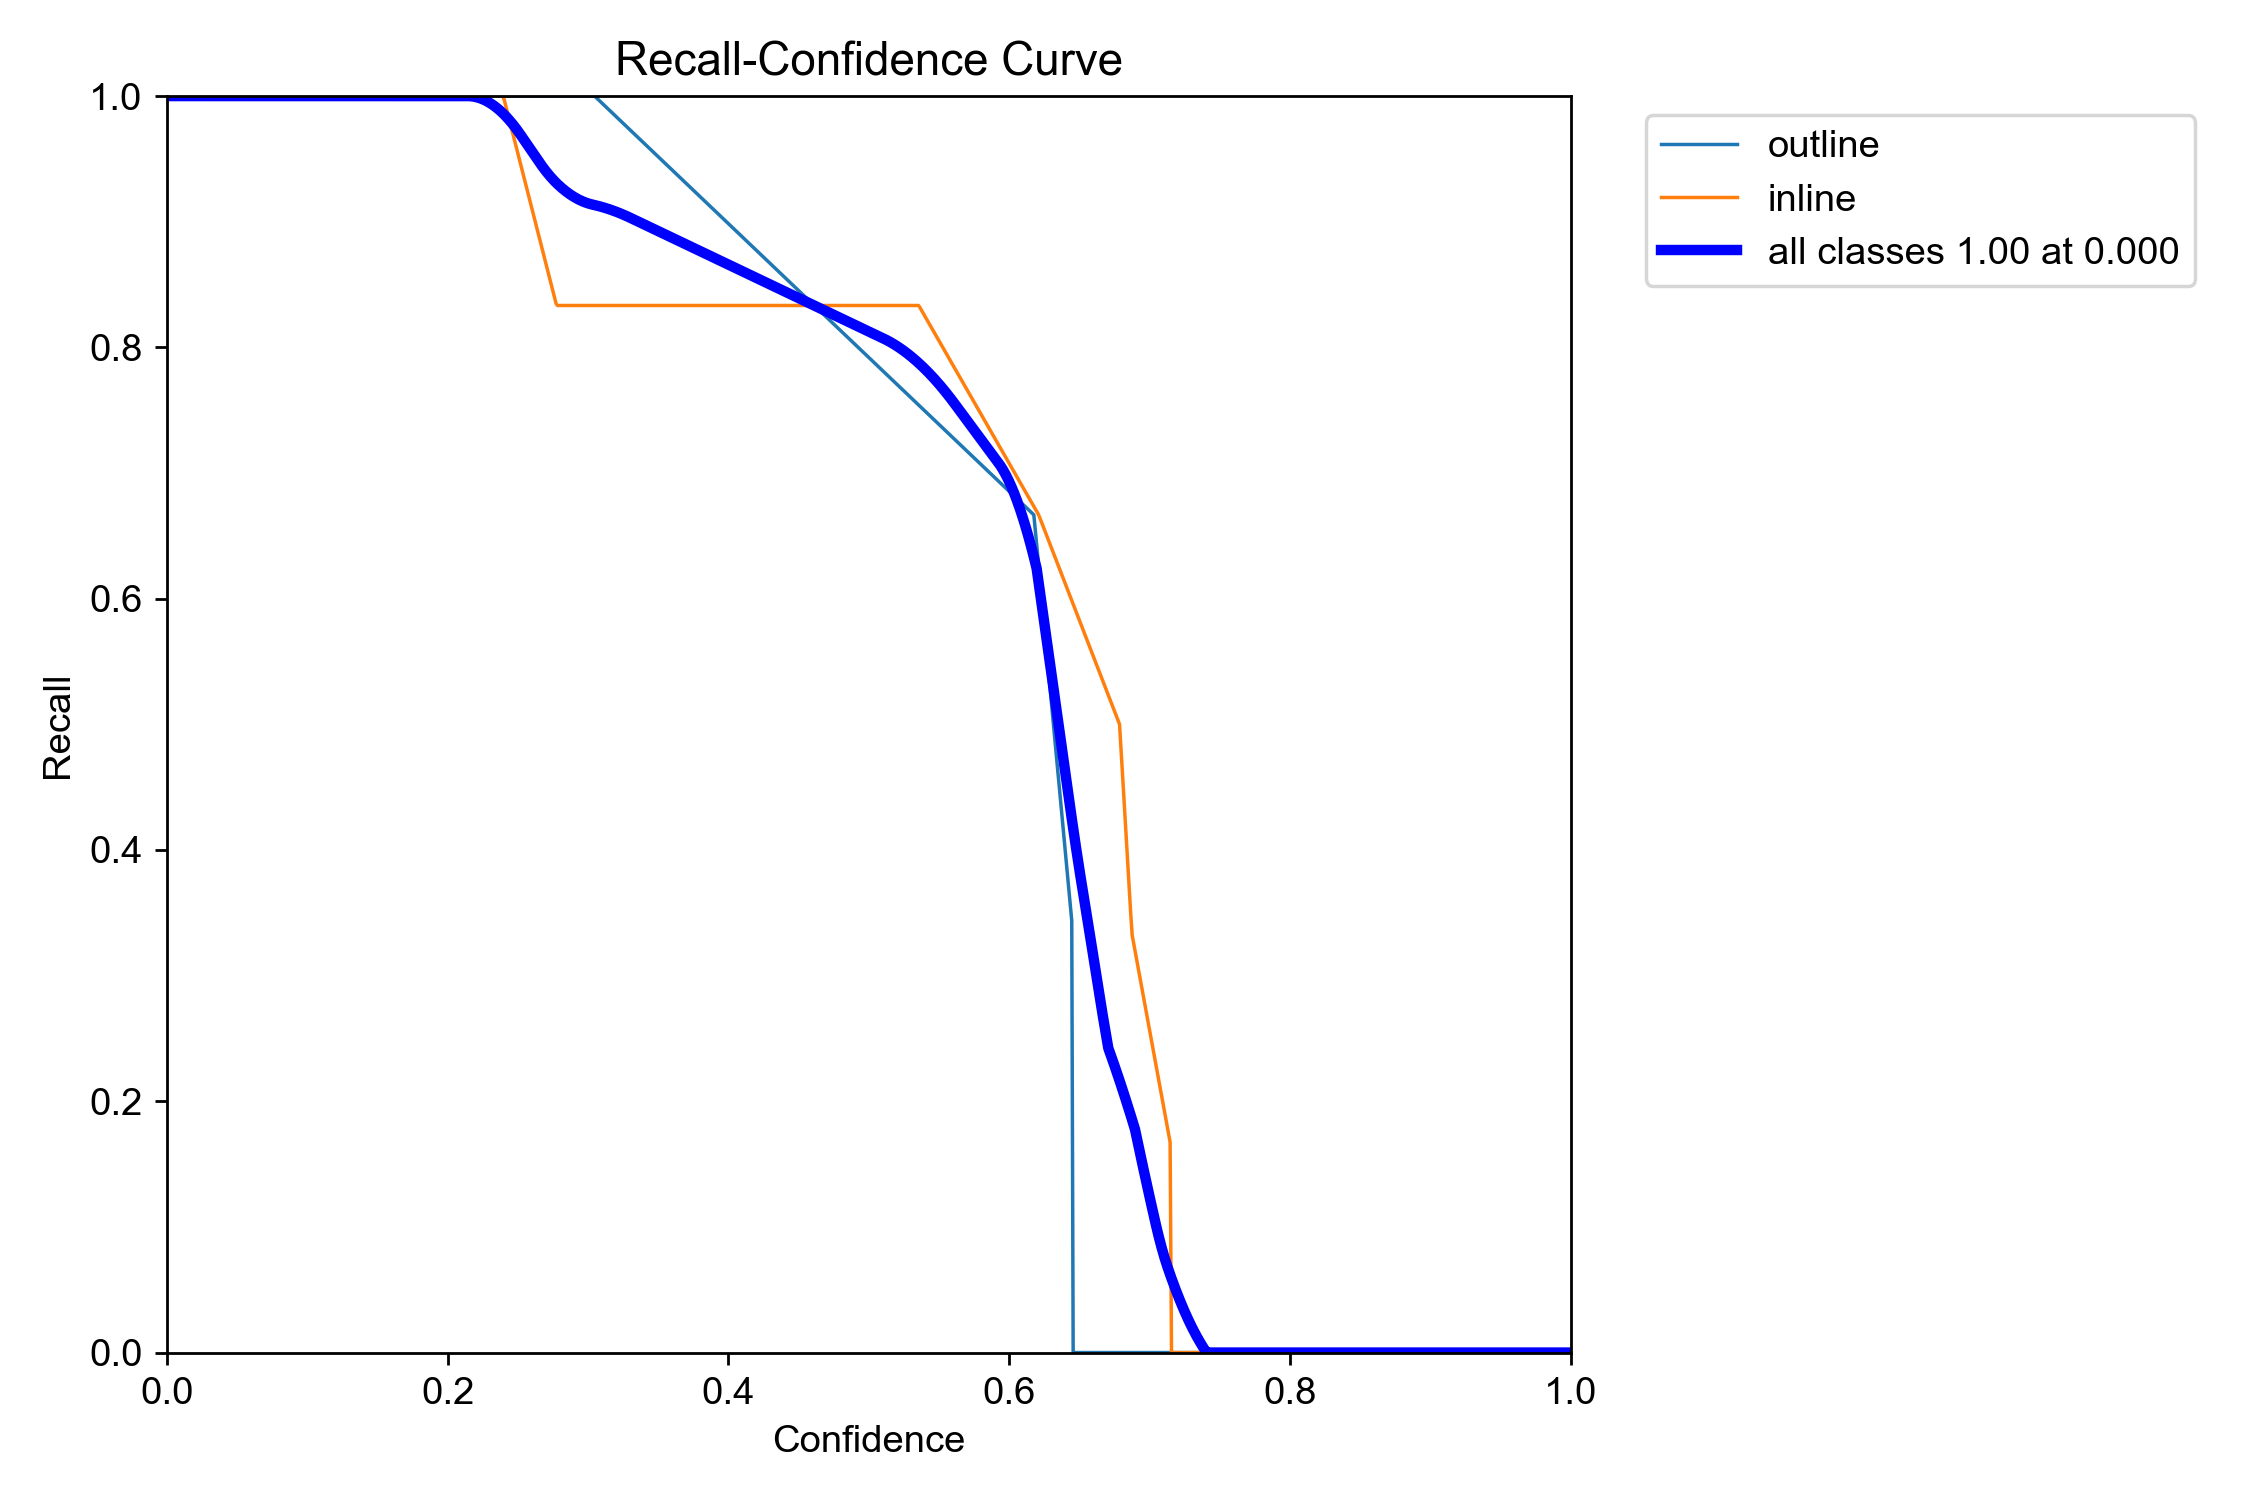 Recall-Confidence Curve
1.0
0.8
0.6
0.4
0.2
0.0
Recall
0.0 0.2 0.4 0.6 0.8 1.0
Confidence
outline
inline
all classes 1.00 at 0.000